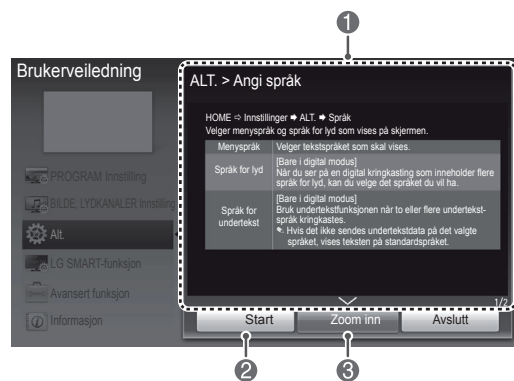 1
Brukerveiledning
PROGRAM Innstilling
BILDE, LYDKANALER Innstilling
Alt.
LG SMART-funksjon
Avansert funksjon
Informasjon
ALT. > Angi språk
HOME ⇨ Innstillinger ➡ ALT. ➡ Språk
Velger menyspråk og språk for lyd som vises på skjermen.
Menyspråk
Velger tekstspråket som skal vises.
Språk for lyd
[Bare i digital modus]
Når du ser på en digital kringkasting som inneholder flere
språk for lyd, kan du velge det språket du vil ha.
Språk for
undertekst
[Bare i digital modus]
Bruk undertekstfunksjonen når to eller flere undertekst-
språk kringkastes.
Hvis det ikke sendes undertekstdata på det valgte
språket, vises teksten på standardspråket.
1/2
Start
Zoom inn
Avslutt
2
3